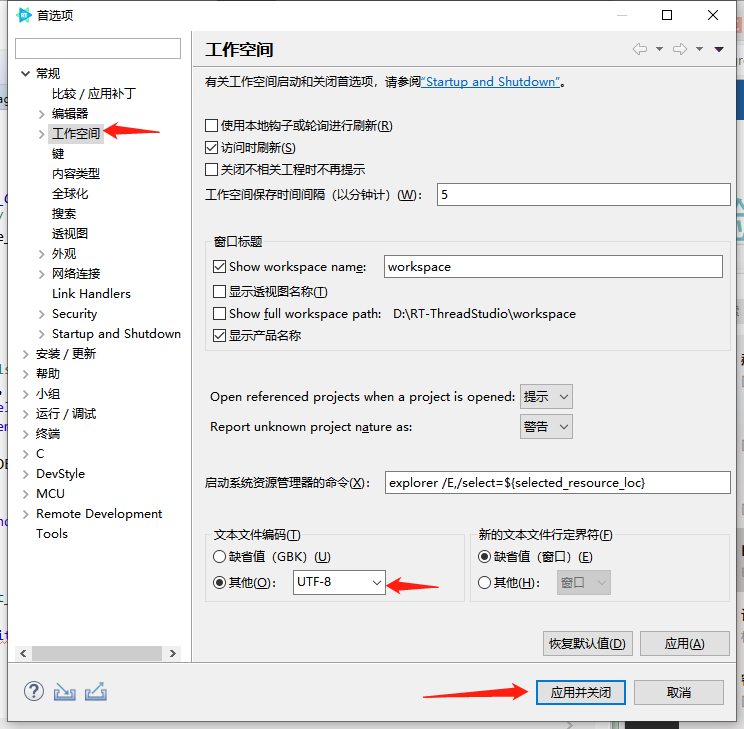 首选项
常规
比较 / 应用补丁
编辑器
工作空间
键
内容类型
全球化
搜索
透视图
外观
网络连接
Link Handlers
Security
Startup and Shutdown
安装 / 更新
帮助
小组
运行 / 调试
终端
C
DevStyle
MCU
Remote Development
Tools
工作空间
有关工作空间启动和关闭首选项，请参阅“Startup and Shutdown”。
使用本地钩子或轮询进行刷新(R)
访问时刷新(S)
关闭不相关工程时不再提示
工作空间保存时间间隔（以分钟计）(W)： 5
窗口标题
Show workspace name: workspace
显示透视图名称(T)
Show full workspace path: D:\RT-ThreadStudio\workspace
显示产品名称
Open referenced projects when a project is opened: 提示
Report unknown project nature as: 警告
启动系统资源管理器的命令(X)： explorer /E,/select=${selected_resource_loc}
文本文件编码(T)
缺省值（GBK）(U)
其他(O)： UTF-8
新的文本文件行定界符(F)
缺省值（窗口）(E)
其他(H)： 窗口
恢复默认值(D) 应用(A)
应用并关闭 取消